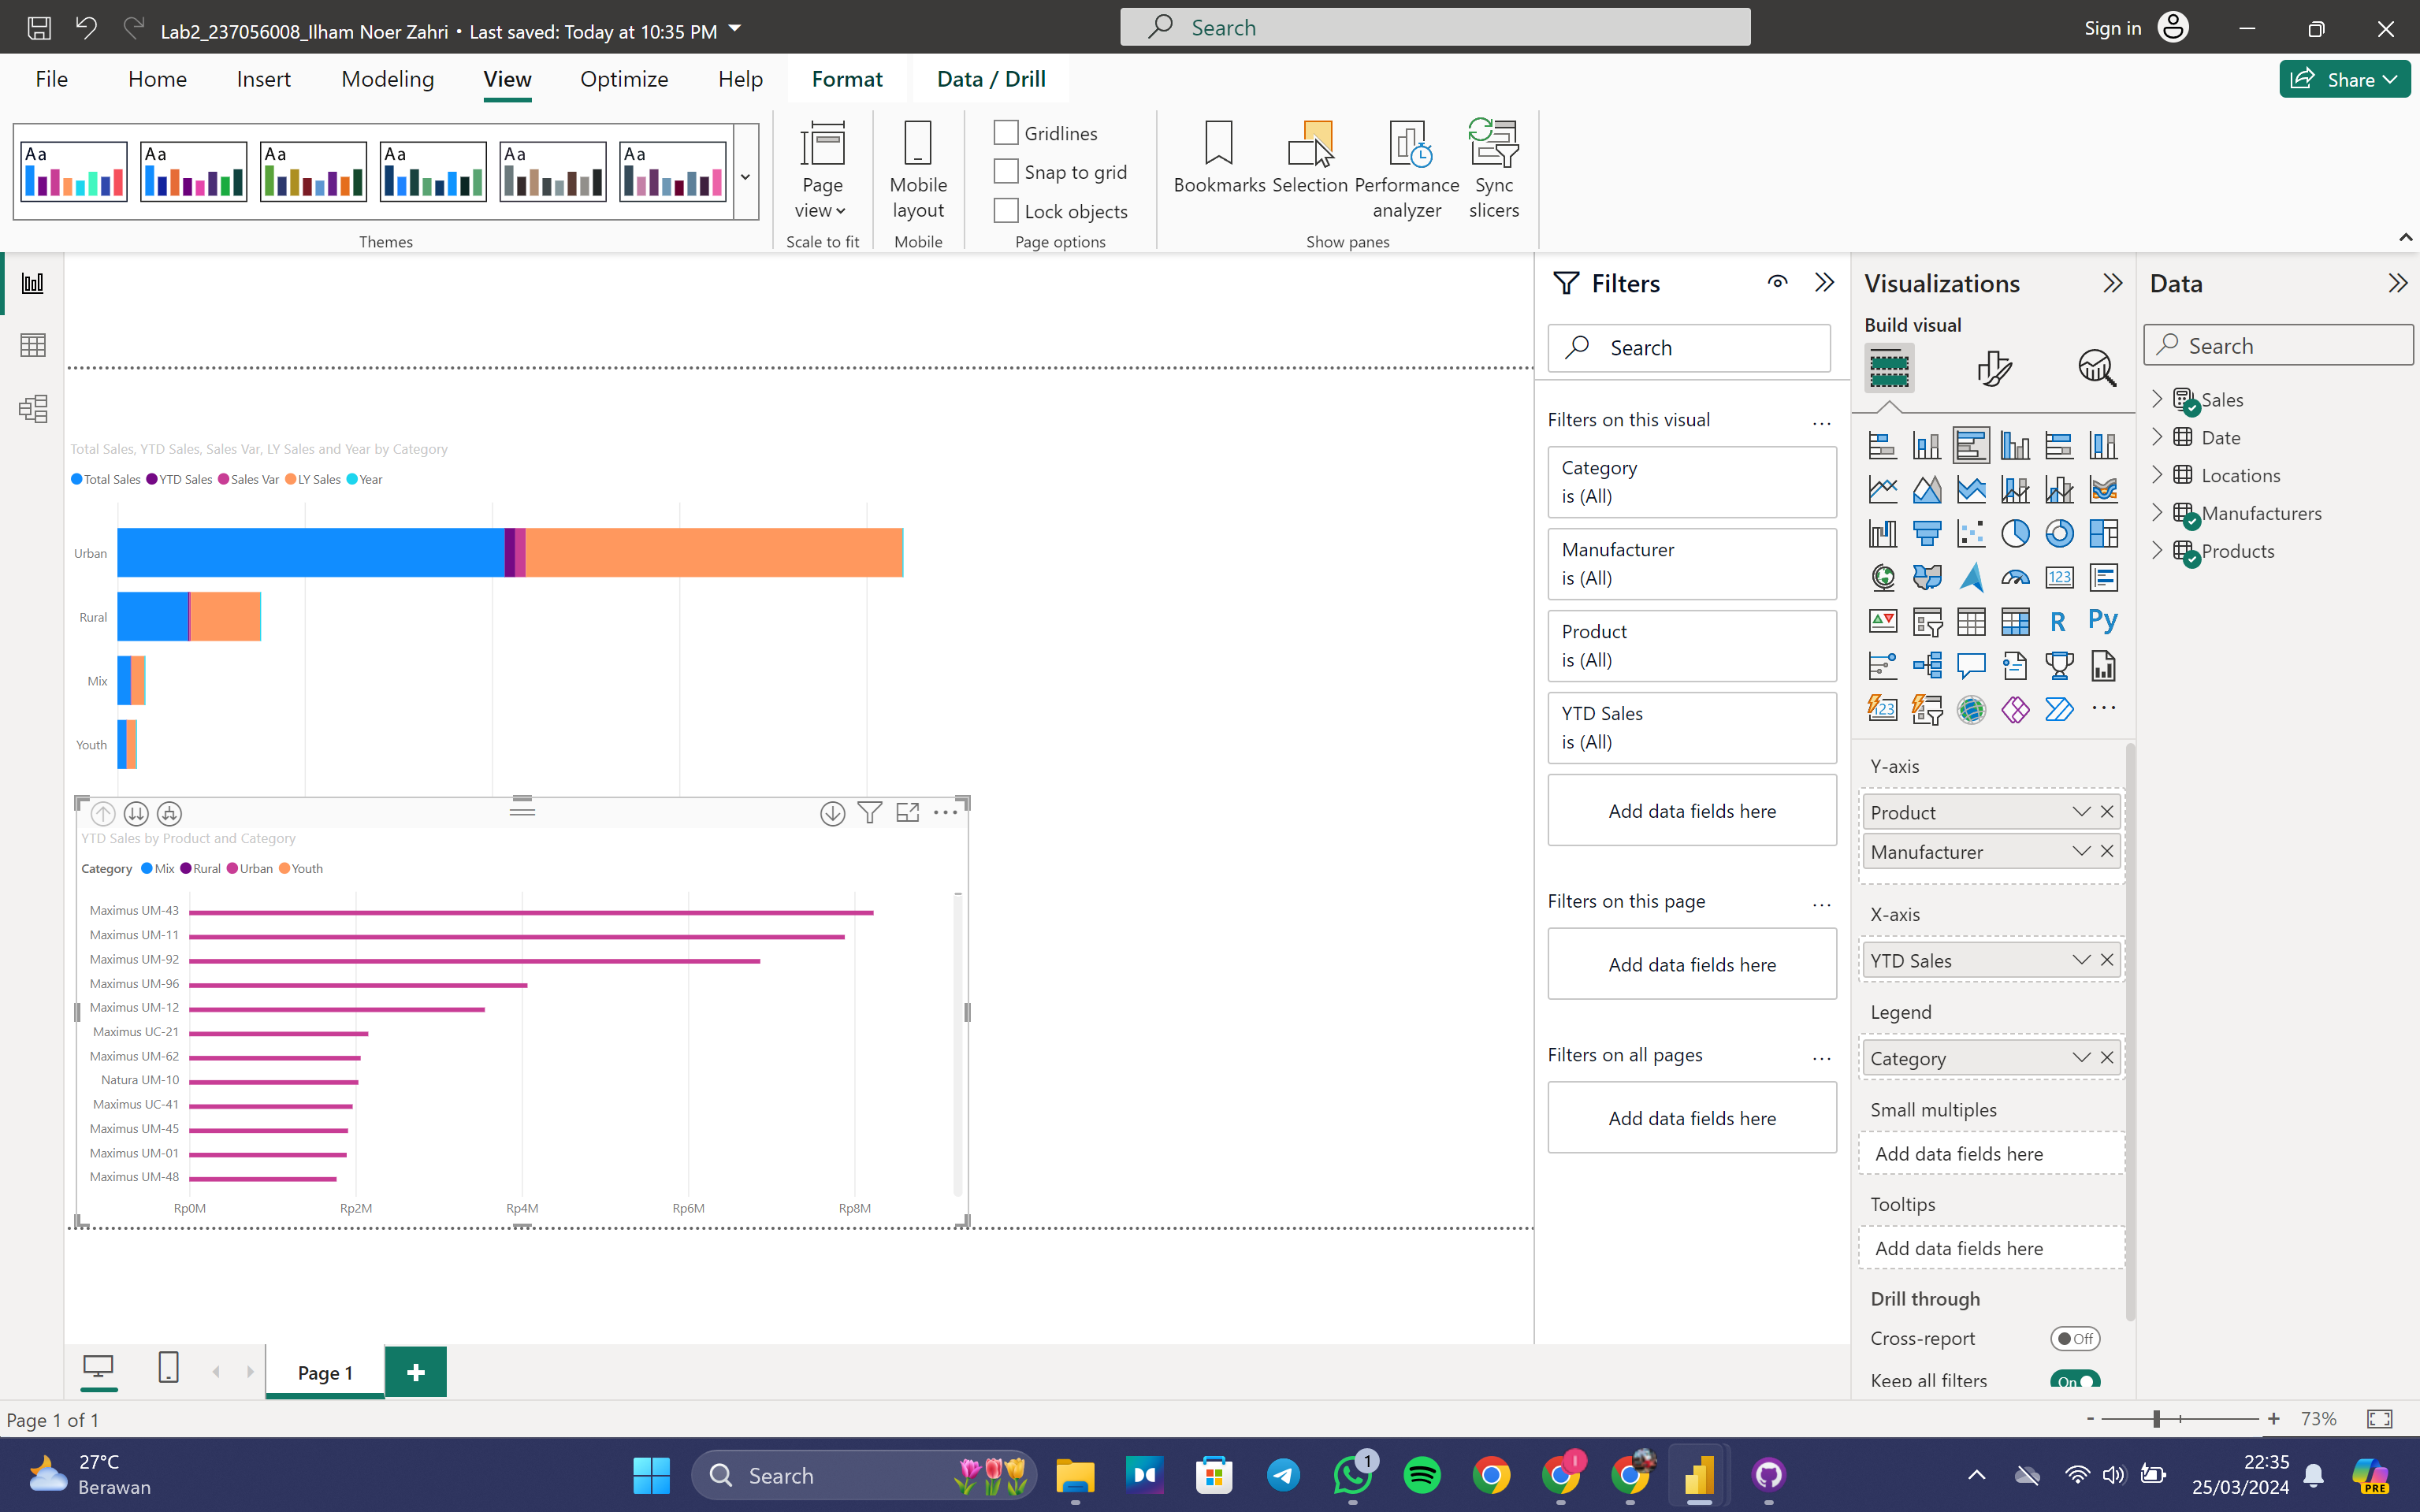 Lab2_237056008_Ilham Noer Zahri • Last saved: Today at 10:35 PM
Search
Sign in
File
Home
Insert
Modeling
View
Optimize
Help
Format
Data / Drill
Share
Aa
Aa
Aa
Aa
Aa
Aa
Themes
Page
view
Scale to fit
Mobile
layout
Mobile
Gridlines
Snap to grid
Lock objects
Page options
Bookmarks
Selection
Performance
analyzer
Sync
slicers
Show panes
Total Sales, YTD Sales, Sales Var, LY Sales and Year by Category
Total Sales YTD Sales Sales Var LY Sales Year
Urban
Rural
Mix
Youth
YTD Sales by Product and Category
Category Mix Rural Urban Youth
Maximus UM-43
Maximus UM-11
Maximus UM-92
Maximus UM-96
Maximus UM-12
Maximus UC-21
Maximus UM-62
Natura UM-10
Maximus UC-41
Maximus UM-45
Maximus UM-01
Maximus UM-48
Rp0M Rp2M Rp4M Rp6M Rp8M
Filters
Search
Filters on this visual
Category
is (All)
Manufacturer
is (All)
Product
is (All)
YTD Sales
is (All)
Add data fields here
Filters on this page
Add data fields here
Filters on all pages
Add data fields here
Visualizations
Build visual
123
R
Py
123
Y-axis
Product
Manufacturer
X-axis
YTD Sales
Legend
Category
Small multiples
Add data fields here
Tooltips
Add data fields here
Drill through
Cross-report
Off
Keep all filters
On
Data
Search
Sales
Date
Locations
Manufacturers
Products
Page 1
Page 1 of 1
- + 73%
27°C
Berawan
Search
1
1
22:35
25/03/2024
PRE